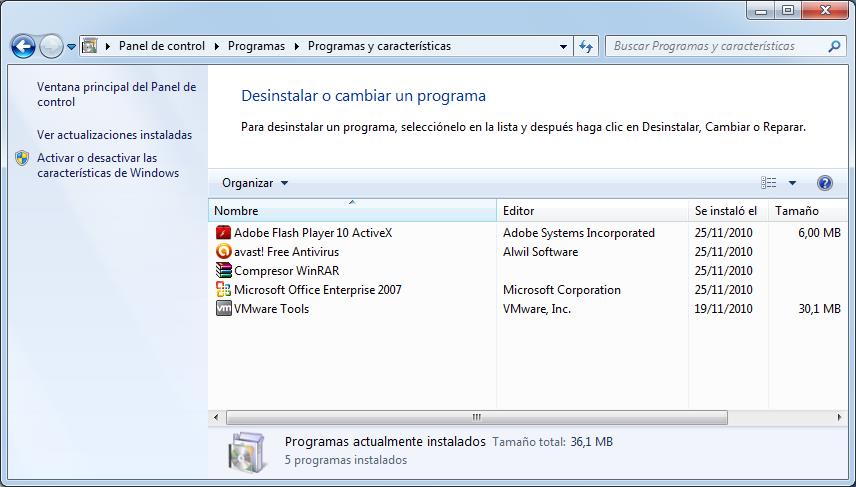 Panel de control Programas Programas y características
Buscar Programas y características
Ventana principal del Panel de
control
Ver actualizaciones instaladas
Activar o desactivar las
características de Windows
Desinstalar o cambiar un programa
Para desinstalar un programa, selecciónelo en la lista y después haga clic en Desinstalar, Cambiar o Reparar.
Organizar
Nombre Editor Se instaló el Tamaño
Adobe Flash Player 10 ActiveX Adobe Systems Incorporated 25/11/2010 6,00 MB
avast! Free Antivirus Alwil Software 25/11/2010
Compresor WinRAR 25/11/2010
Microsoft Office Enterprise 2007 Microsoft Corporation 25/11/2010
vm VMware Tools VMware, Inc. 19/11/2010 30,1 MB
Programas actualmente instalados Tamaño total: 36,1 MB
5 programas instalados